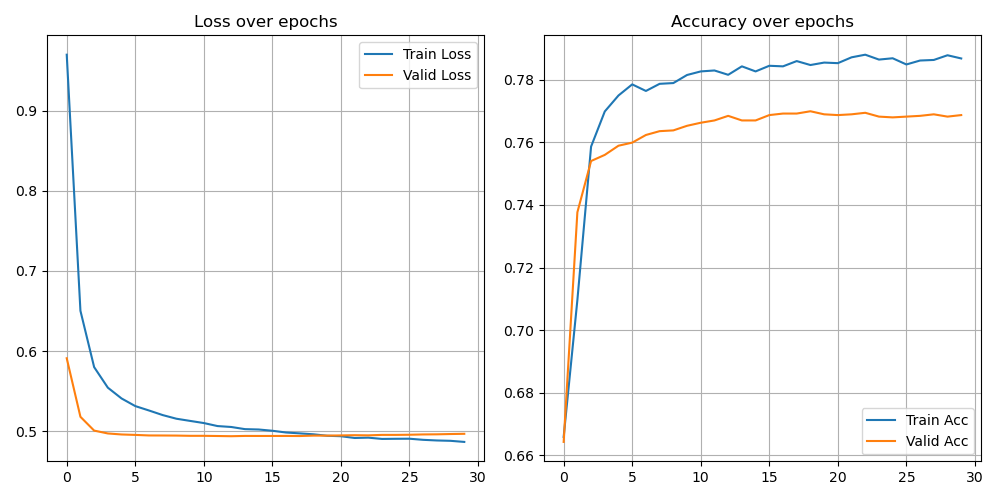 Loss over epochs
Train Loss
Valid Loss
0.9
0.8
0.7
0.6
0.5
0 5 10 15 20 25 30
Accuracy over epochs
0.78
0.76
0.74
0.72
0.70
0.68
0.66
Train Acc
Valid Acc
0 5 10 15 20 25 30